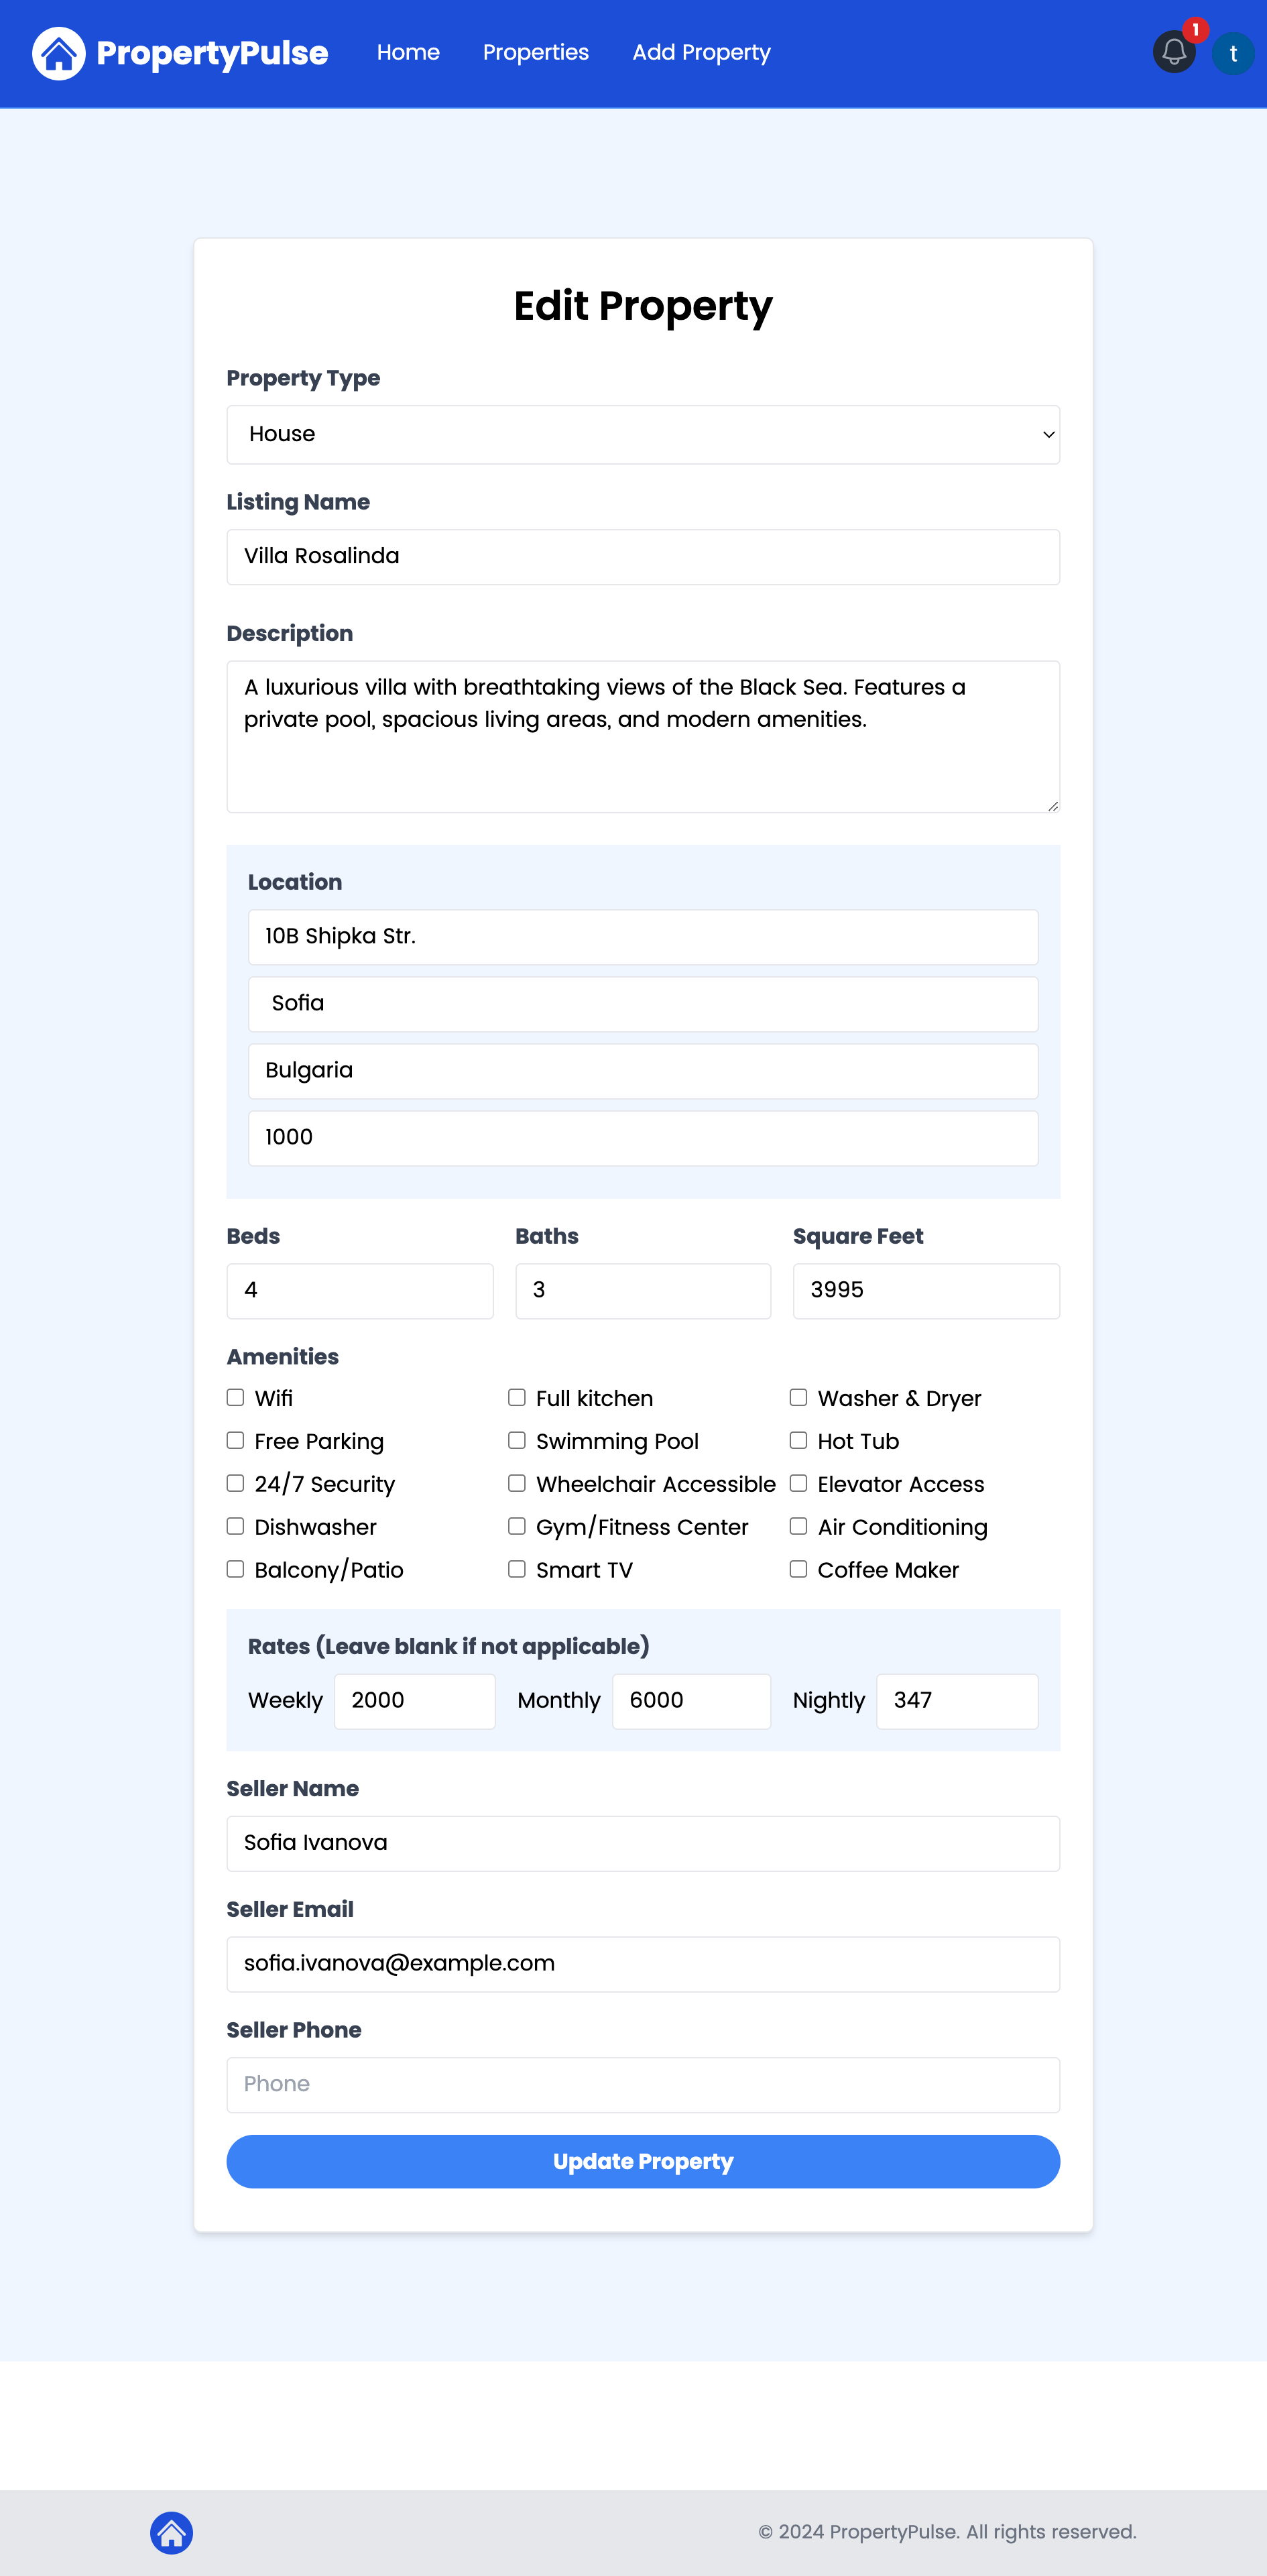 PropertyPulse Home Properties Add Property 1 t
Edit Property
Property Type
House
Listing Name
Villa Rosalinda
Description
A luxurious villa with breathtaking views of the Black Sea. Features a
private pool, spacious living areas, and modern amenities.
Location
10B Shipka Str.
Sofia
Bulgaria
1000
Beds Baths Square Feet
4 3 3995
Amenities
Wifi Full kitchen Washer & Dryer
Free Parking Swimming Pool Hot Tub
24/7 Security Wheelchair Accessible Elevator Access
Dishwasher Gym/Fitness Center Air Conditioning
Balcony/Patio Smart TV Coffee Maker
Rates (Leave blank if not applicable)
Weekly 2000 Monthly 6000 Nightly 347
Seller Name
Sofia Ivanova
Seller Email
sofia.ivanova@example.com
Seller Phone
Phone
Update Property
© 2024 PropertyPulse. All rights reserved.